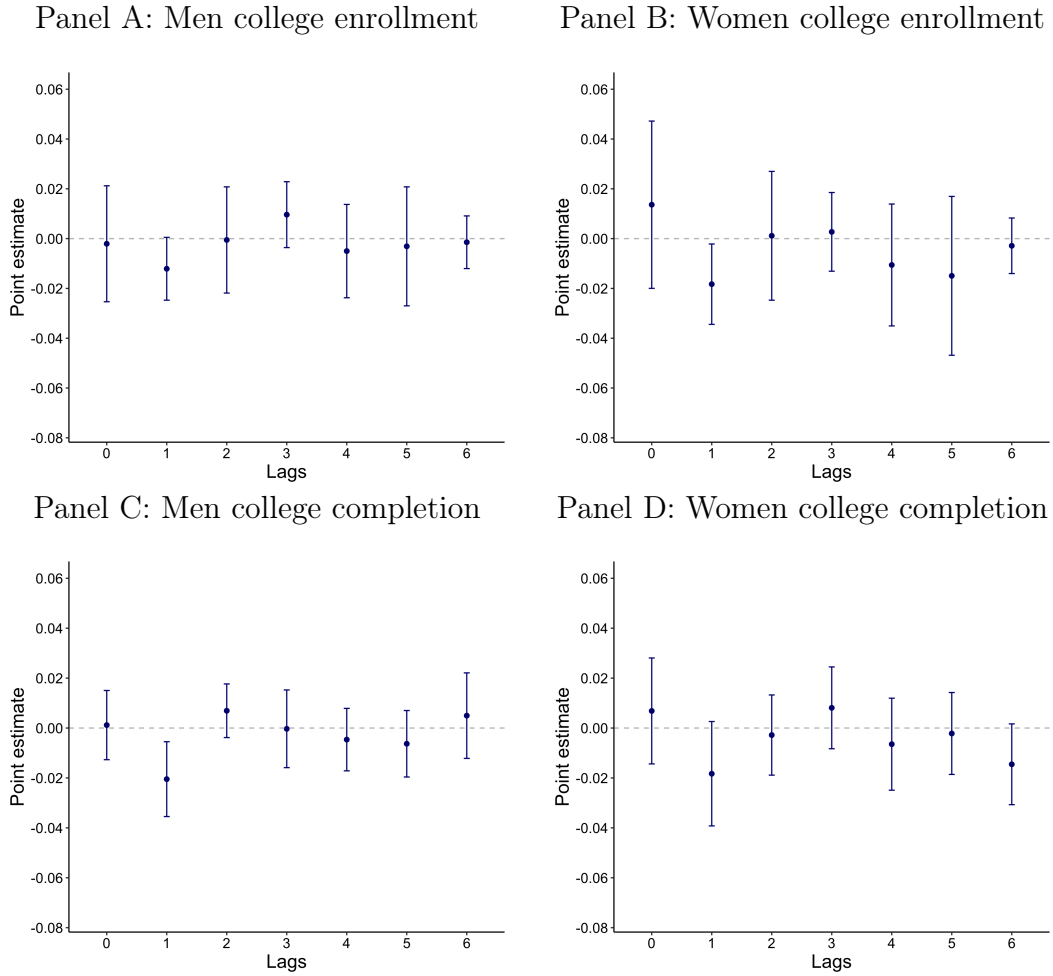 Panel A: Men college enrollment
Point estimate
0.06
0.04
0.02
0.00
-0.02
-0.04
-0.06
-0.08
0 1 2 3 4 5 6
Lags
Panel B: Women college enrollment
Point estimate
0.06
0.04
0.02
0.00
-0.02
-0.04
-0.06
-0.08
0 1 2 3 4 5 6
Lags
Panel C: Men college completion
Point estimate
0.06
0.04
0.02
0.00
-0.02
-0.04
-0.06
-0.08
0 1 2 3 4 5 6
Lags
Panel D: Women college completion
Point estimate
0.06
0.04
0.02
0.00
-0.02
-0.04
-0.06
-0.08
0 1 2 3 4 5 6
Lags